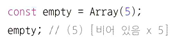 const empty = Array(5);
empty; // (5) [비어 있음 x 5]